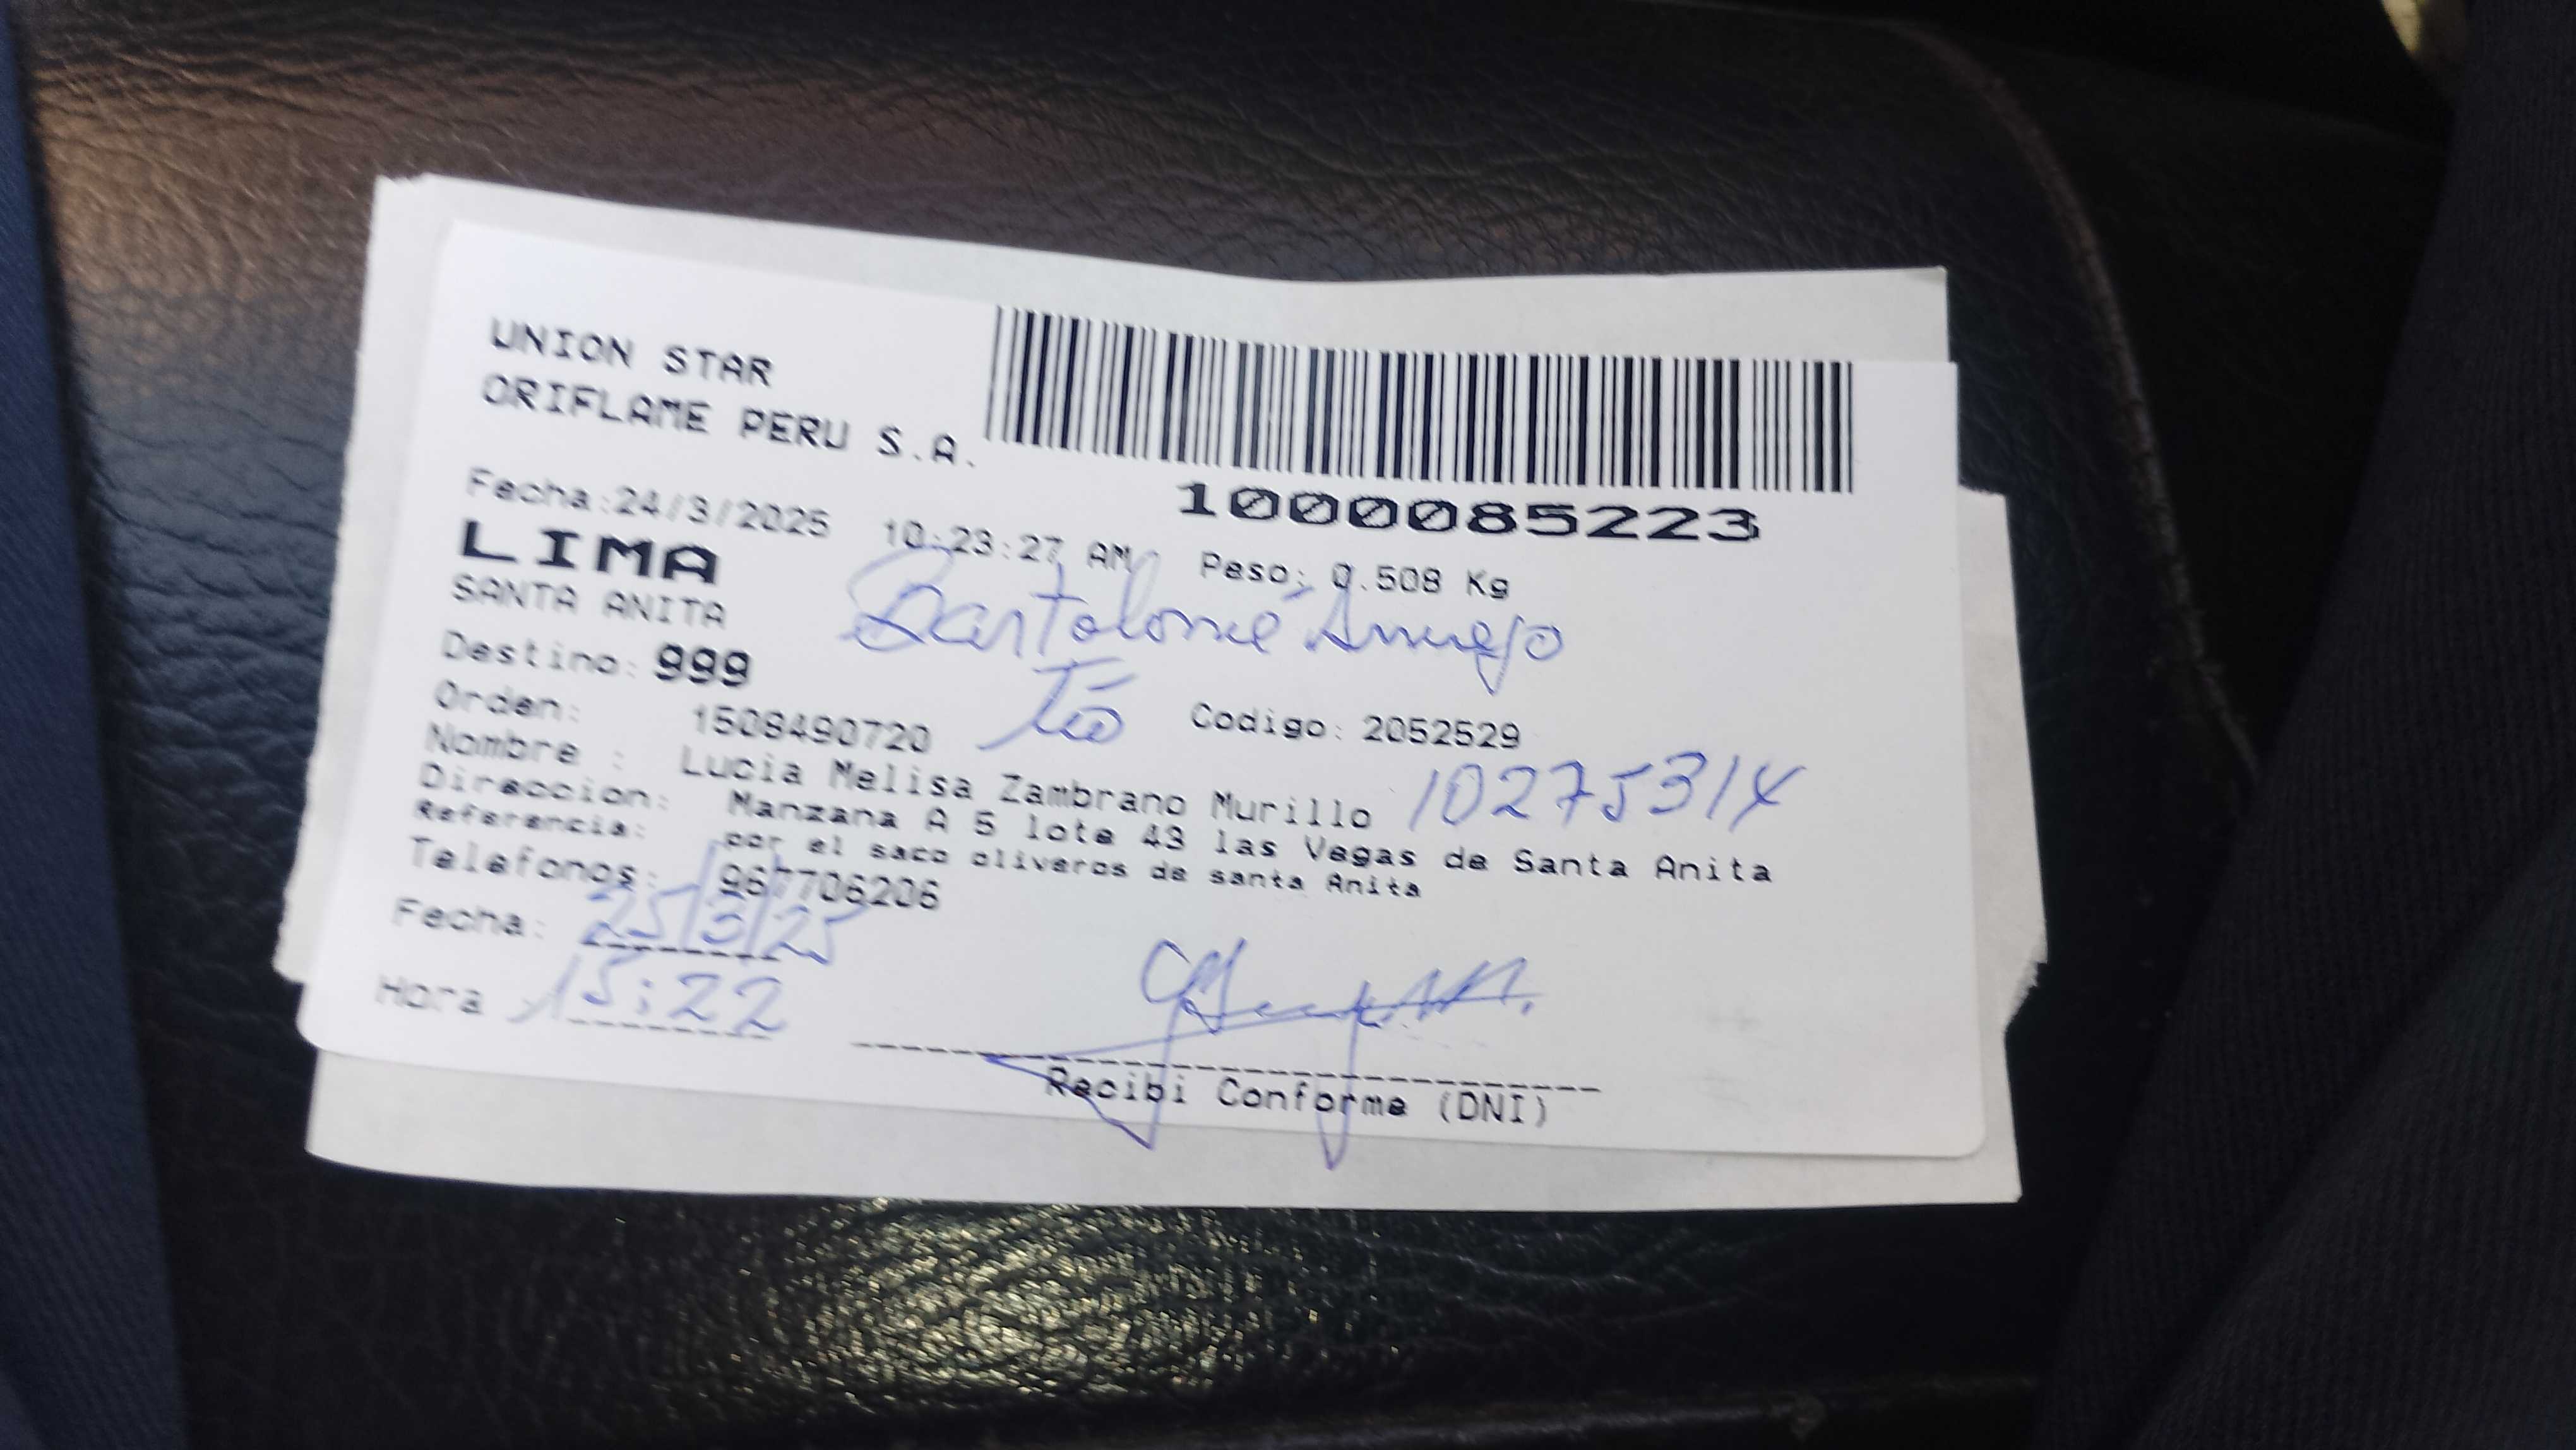 UNION STAR
ORIFLAME PERU S.A.
1000085223
Fecha:24/3/2025 10:23:27 AM Peso: 0.508 Kg
LIMA
SANTA ANITA
Bartolomé
Destino: 999
Tío
Orden: 1508490720 Codigo: 2052529
Nombre : Lucia Melisa Zambrano Murillo 10275314
Direccion: Manzana A 5 lote 43 las Vegas de Santa Anita
Referencia: por el saco oliveros de santa Anita
Telefonos: 967706206
Fecha: 25/3/25
Hora 15:22
Recibi Conforme (DNI)